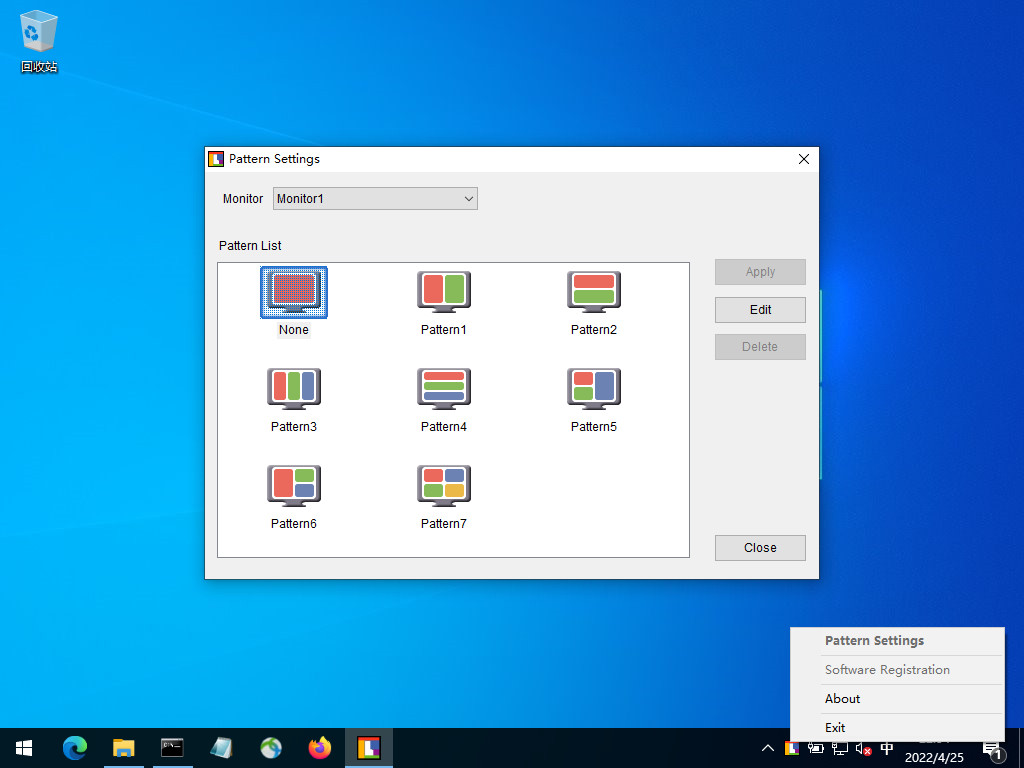 回收站
Pattern Settings
Monitor
Monitor1
Pattern List
None
Pattern1
Pattern2
Apply
Edit
Delete
Pattern3
Pattern4
Pattern5
Pattern6
Pattern7
Close
Pattern Settings
Software Registration
About
Exit
中
2022/4/25
1